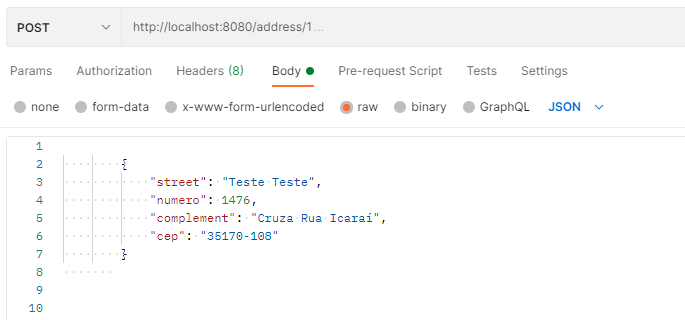 POST http://localhost:8080/address/1 ...
Params Authorization Headers (8) Body Pre-request Script Tests Settings
none form-data x-www-form-urlencoded raw binary GraphQL JSON
1
2 {
3 "street": "Teste Teste",
4 "numero": 1476,
5 "complement": "Cruza Rua Icaraí",
6 "cep": "35170-108"
7 }
8
9
10